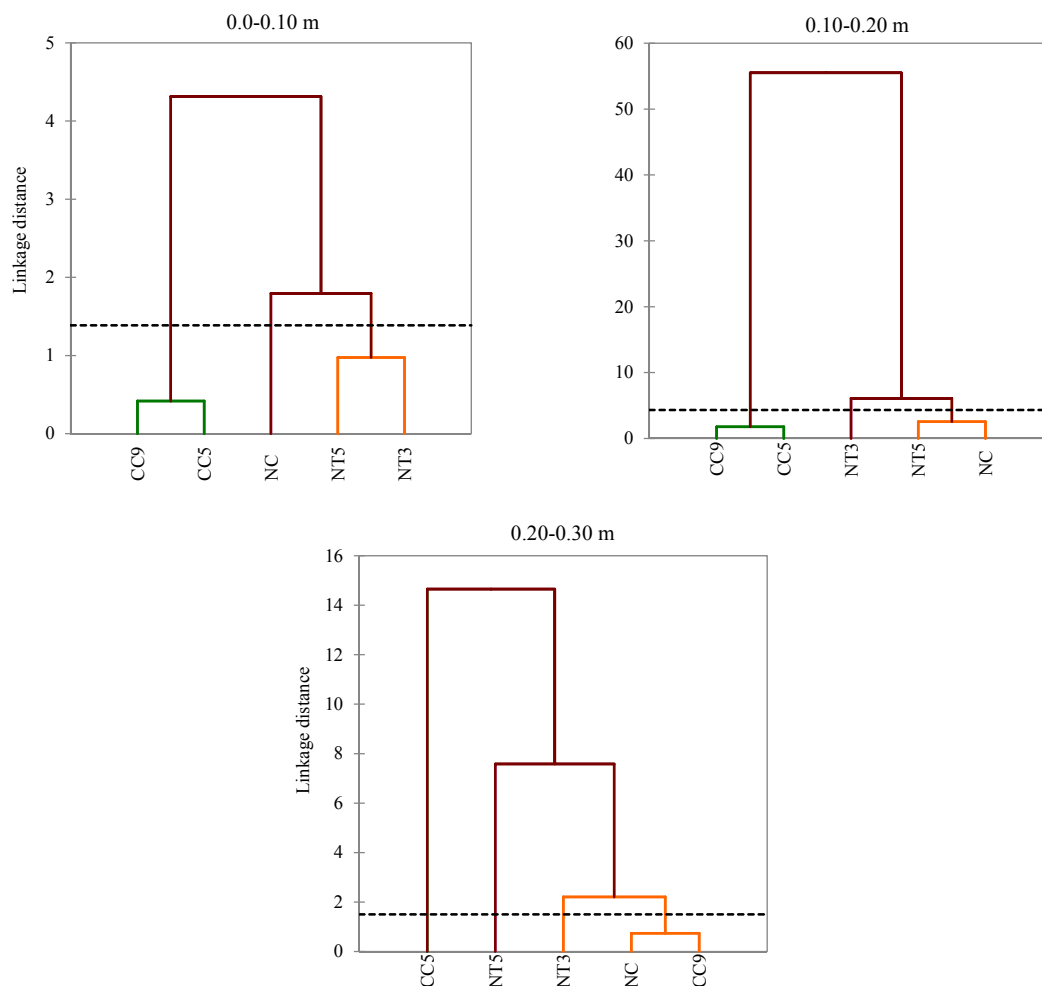 0.0-0.10 m
5
4
3
2
1
0
Linkage distance
CC9
CC5
NC
NT5
NT3
0.10-0.20 m
60
50
40
30
20
10
0
CC9
CC5
NT3
NT5
NC
0.20-0.30 m
16
14
12
10
8
6
4
2
0
Linkage distance
CC5
NT5
NT3
NC
CC9